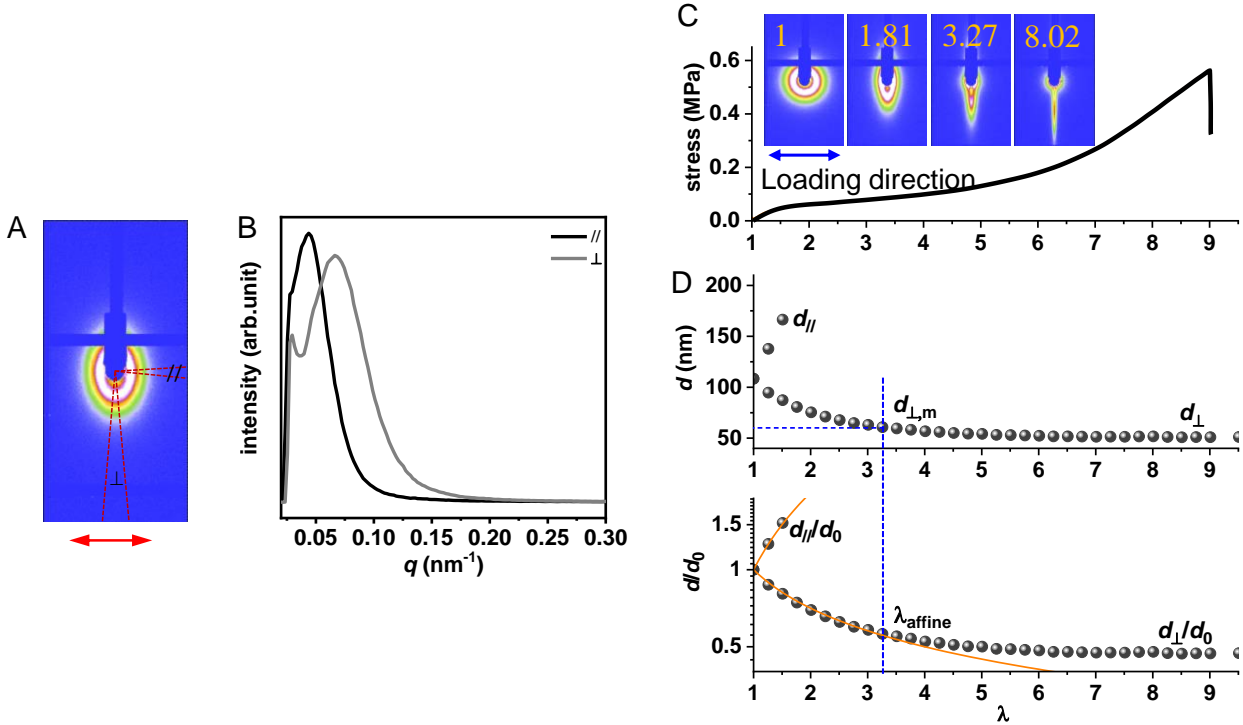 A
//
⊥
B
intensity (arb.unit)
//
⊥
0.05 0.10 0.15 0.20 0.25 0.30
q (nm⁻¹)
C
1 1.81 3.27 8.02
Loading direction
stress (MPa)
0.6
0.4
0.2
0.0
1 2 3 4 5 6 7 8 9
D
d (nm)
200
150
100
50
d//
d⊥,m
d⊥
1 2 3 4 5 6 7 8 9
d/d₀
1.5
1
0.5
d///d₀
λaffine
d⊥/d₀
1 2 3 4 5 6 7 8 9
λ